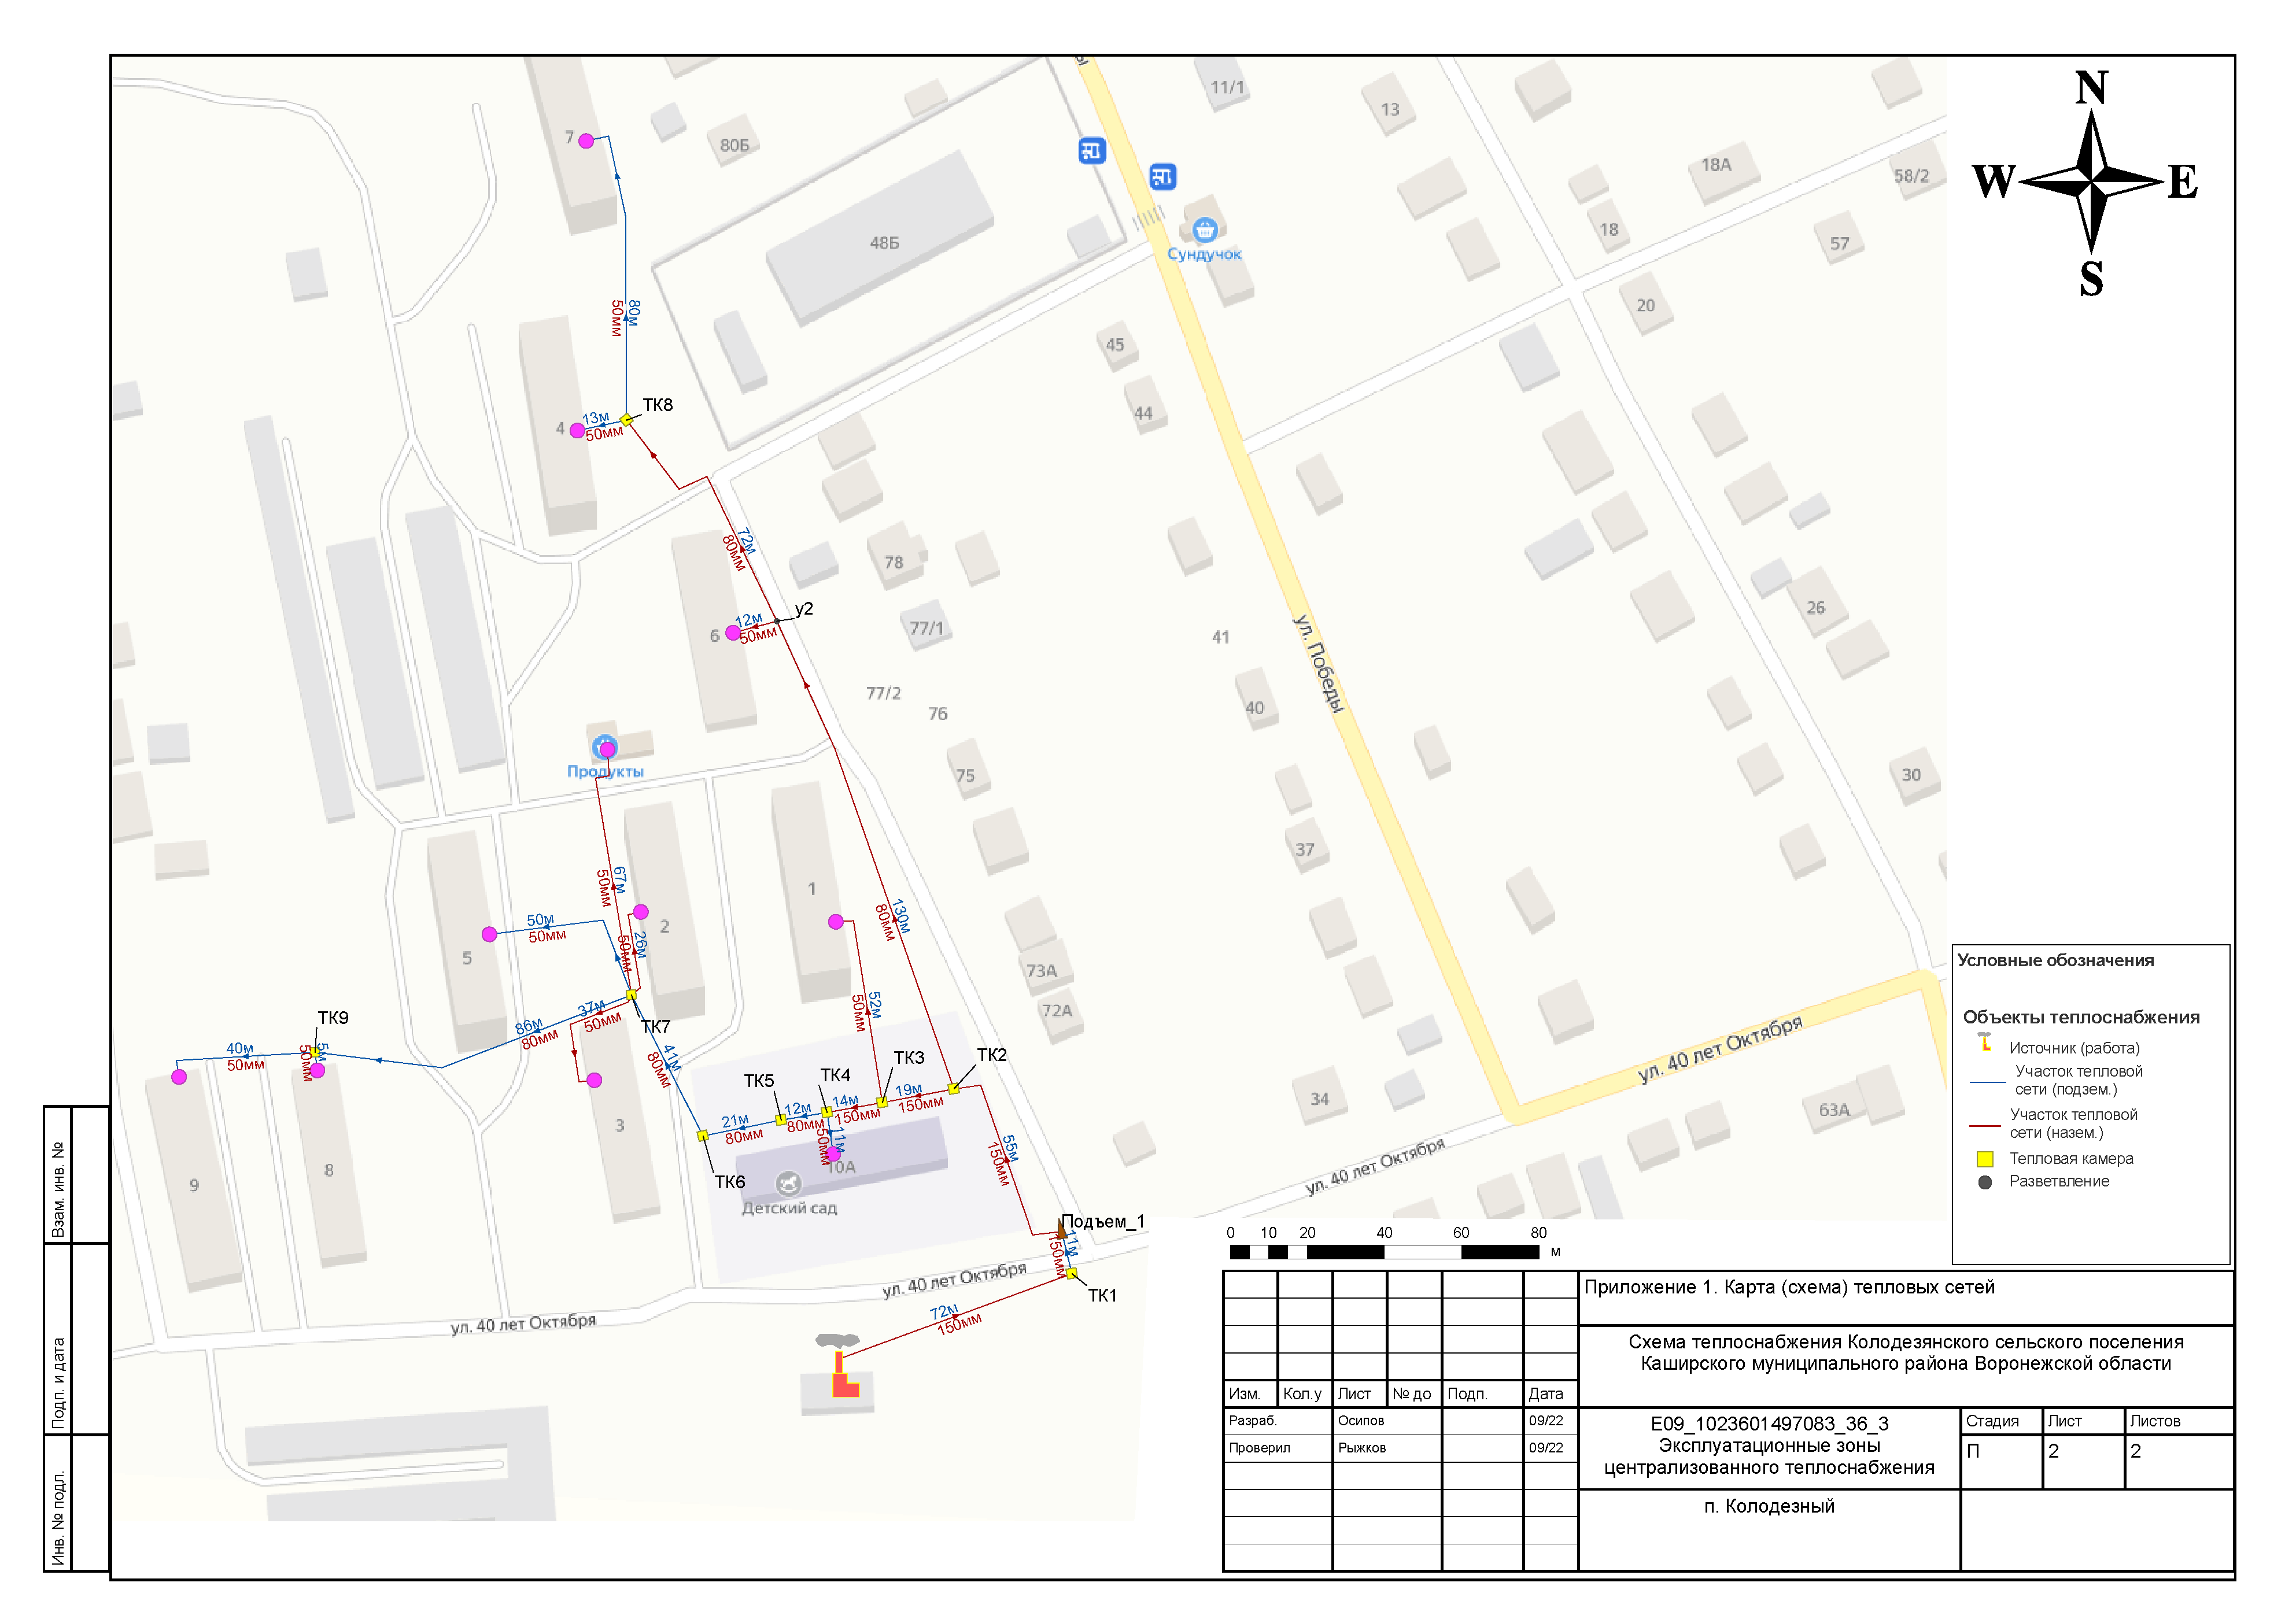 N
W
E
S
ы
11/1
13
7
80Б
18А
58/2
48Б
18
57
Сундучок
20
80м
50мм
45
44
ТК8
13м
4
50мм
72м
80мм
78
у2
12м
6
50мм
77/1
41
26
ул. Победы
77/2
76
40
Продукты
75
30
37
67м
50мм
1
130м
80мм
50м
50мм
2
26м
50мм
5
73А
72А
52м
50мм
ТК9
86м
80мм
37м
50мм
ТК7
40м
50мм
5м
50мм
41м
80мм
ТК3
ТК2
ТК5
ТК4
19м
150мм
14м
150мм
12м
80мм
21м
80мм
11м
50мм
10А
55м
150мм
34
63А
3
8
9
ТК6
Детский сад
Подъем_1
11м
150мм
ТК1
72м
150мм
ул. 40 лет Октября
ул. 40 лет Октября
ул. 40 лет Октября
ул. 40 лет Октября
Условные обозначения
Объекты теплоснабжения
Источник (работа)
Участок тепловой
сети (подзем.)
Участок тепловой
сети (назем.)
Тепловая камера
Разветвление
0 10 20 40 60 80
м
Взам. инв. №
Подп. и дата
Инв. № подл.
Приложение 1. Карта (схема) тепловых сетей
Схема теплоснабжения Колодезянского сельского поселения
Каширского муниципального района Воронежской области
Изм. Кол.у Лист № до Подп. Дата
Разраб. Осипов 09/22
Проверил Рыжков 09/22
E09_1023601497083_36_3
Эксплуатационные зоны
централизованного теплоснабжения
Стадия Лист Листов
П 2 2
п. Колодезный